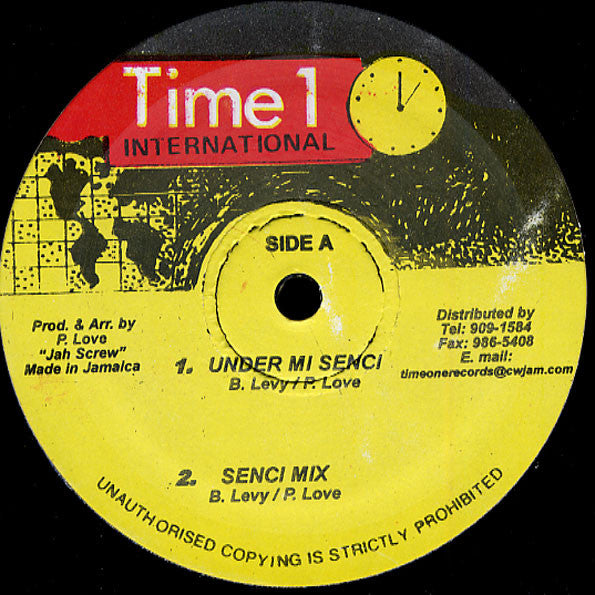 Time 1
INTERNATIONAL
SIDE A
Prod. & Arr. by
P. Love
"Jah Screw"
Made in Jamaica
Distributed by
Tel: 909-1584
Fax: 986-5408
E. mail:
timeonerecords@cwjam.com
1. UNDER MI SENCI
B. Levy / P. Love
2. SENCI MIX
B. Levy / P. Love
UNAUTHORISED COPYING IS STRICTLY PROHIBITED